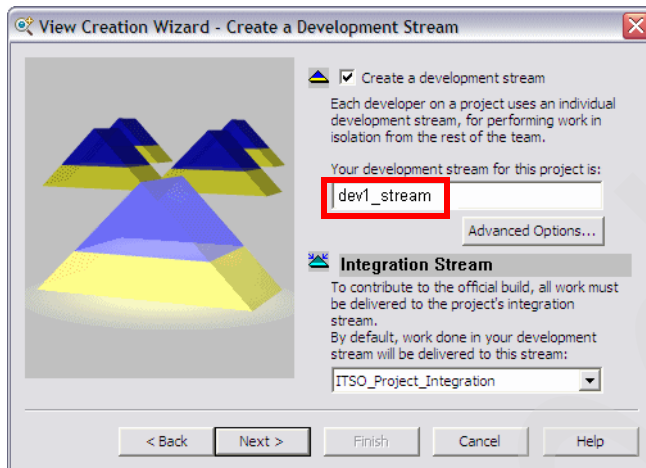 View Creation Wizard - Create a Development Stream
Create a development stream
Each developer on a project uses an individual
development stream, for performing work in
isolation from the rest of the team.
Your development stream for this project is:
dev1_stream
Advanced Options...
Integration Stream
To contribute to the official build, all work must
be delivered to the project's integration
stream.
By default, work done in your development
stream will be delivered to this stream:
ITSO_Project_Integration
< Back Next > Finish Cancel Help